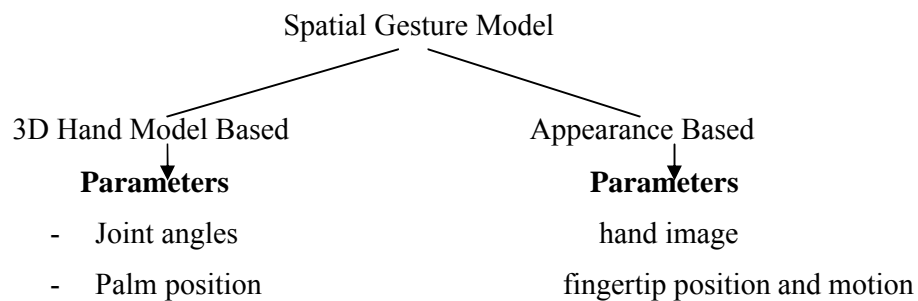 Spatial Gesture Model
3D Hand Model Based Appearance Based
Parameters Parameters
- Joint angles hand image
- Palm position fingertip position and motion